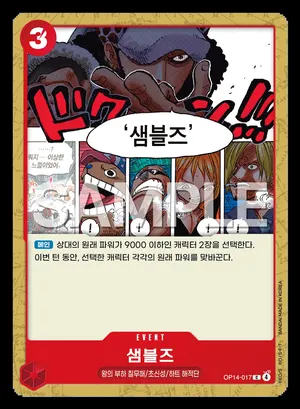 3
‘샘블즈’
SAMPLE
메인 상대의 원래 파워가 9000 이하인 캐릭터 2장을 선택한다.
이번 턴 동안, 선택한 캐릭터 각각의 원래 파워를 맞바꾼다.
EVENT
샘블즈
왕의 부하 칠무해/초신성/하트 해적단
OP14-017